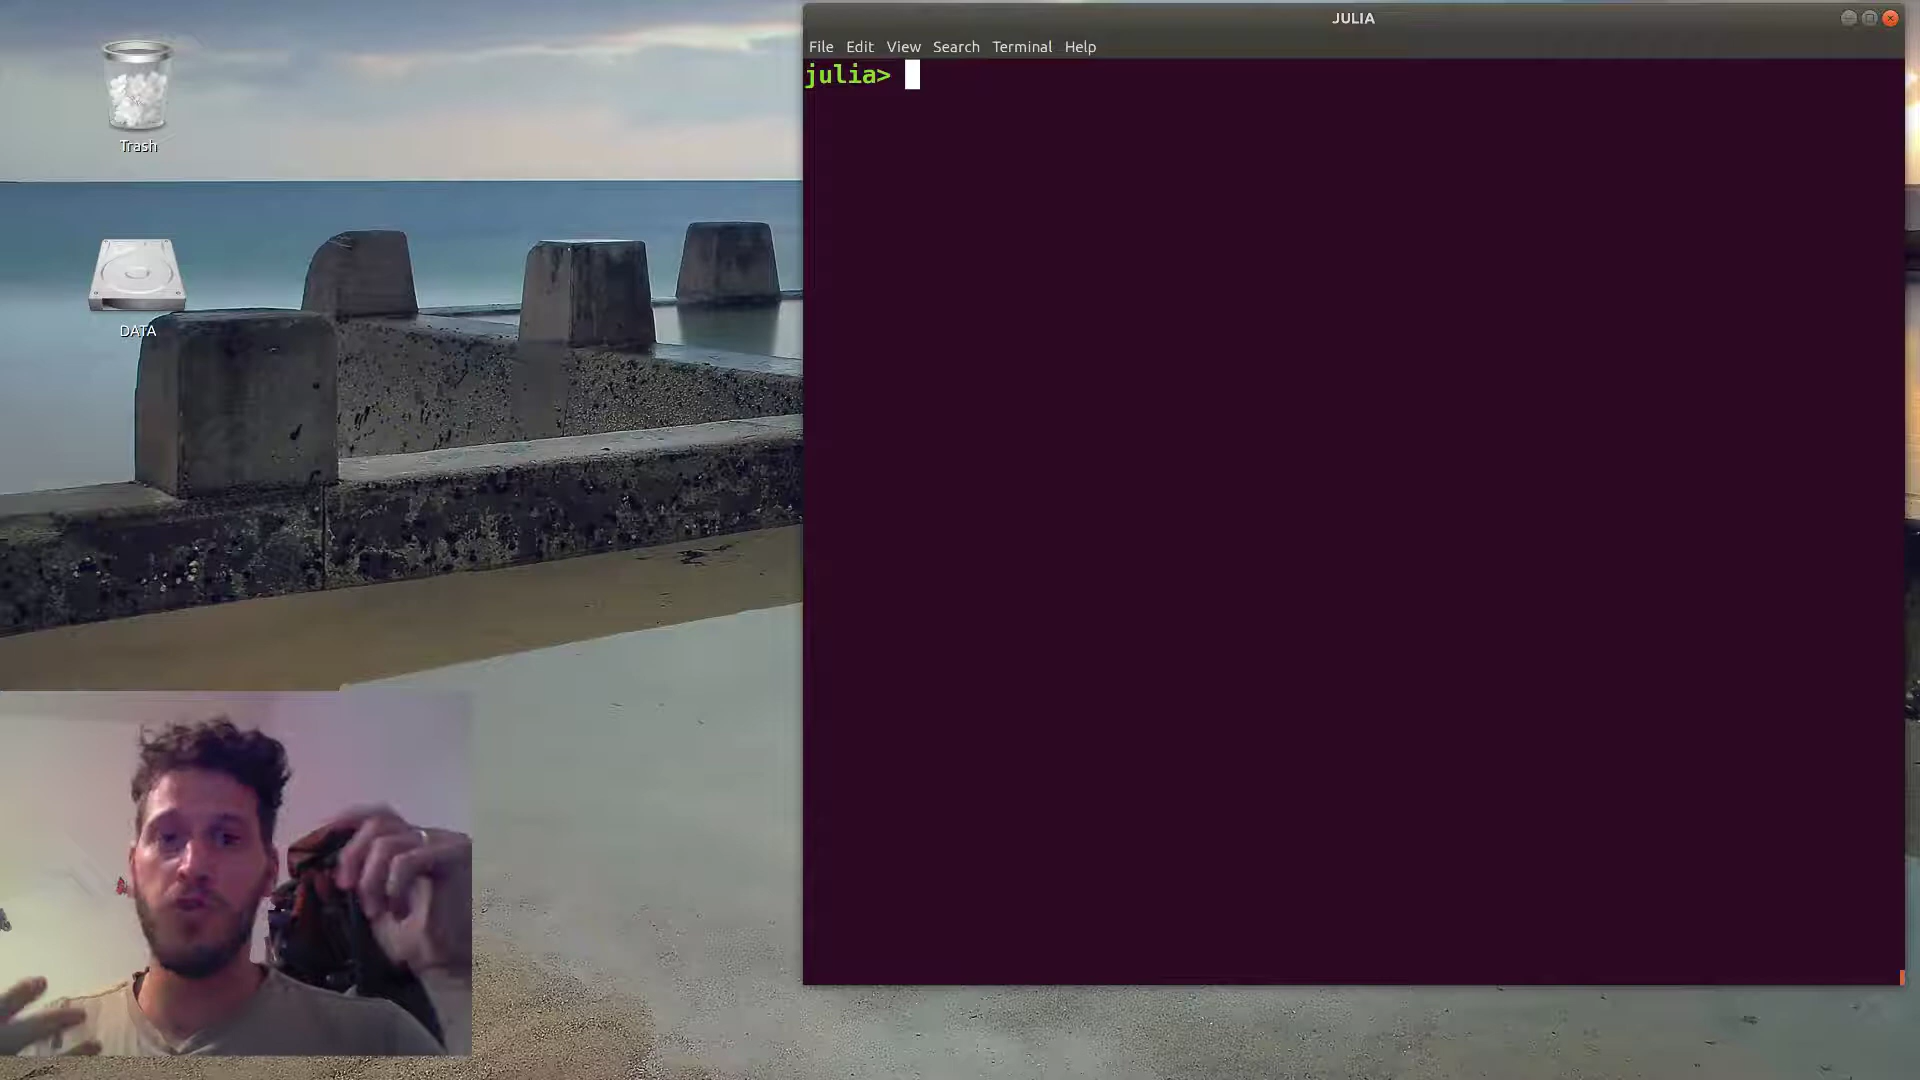 JULIA
File Edit View Search Terminal Help
julia>
Trash
DATA